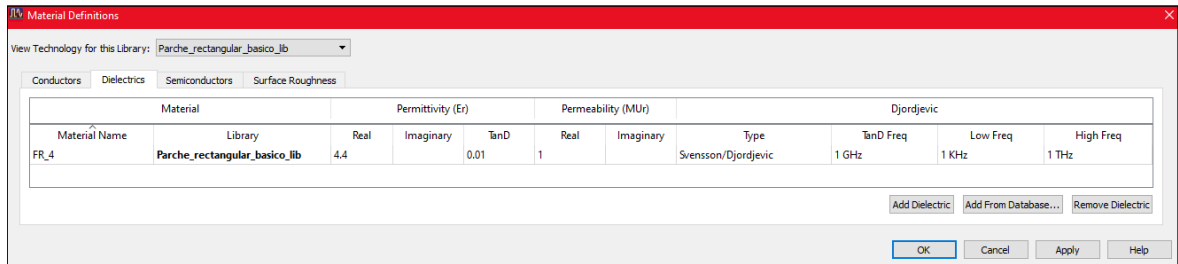 Material Definitions
View Technology for this Library: Parche_rectangular_basico_lib
Conductors Dielectrics Semiconductors Surface Roughness
Material Permittivity (Er) Permeability (MUr) Djordjevic
Material Name Library Real Imaginary TanD Real Imaginary Type TanD Freq Low Freq High Freq
FR_4 Parche_rectangular_basico_lib 4.4 0.01 1 Svensson/Djordjevic 1 GHz 1 KHz 1 THz
Add Dielectric Add From Database... Remove Dielectric
OK Cancel Apply Help